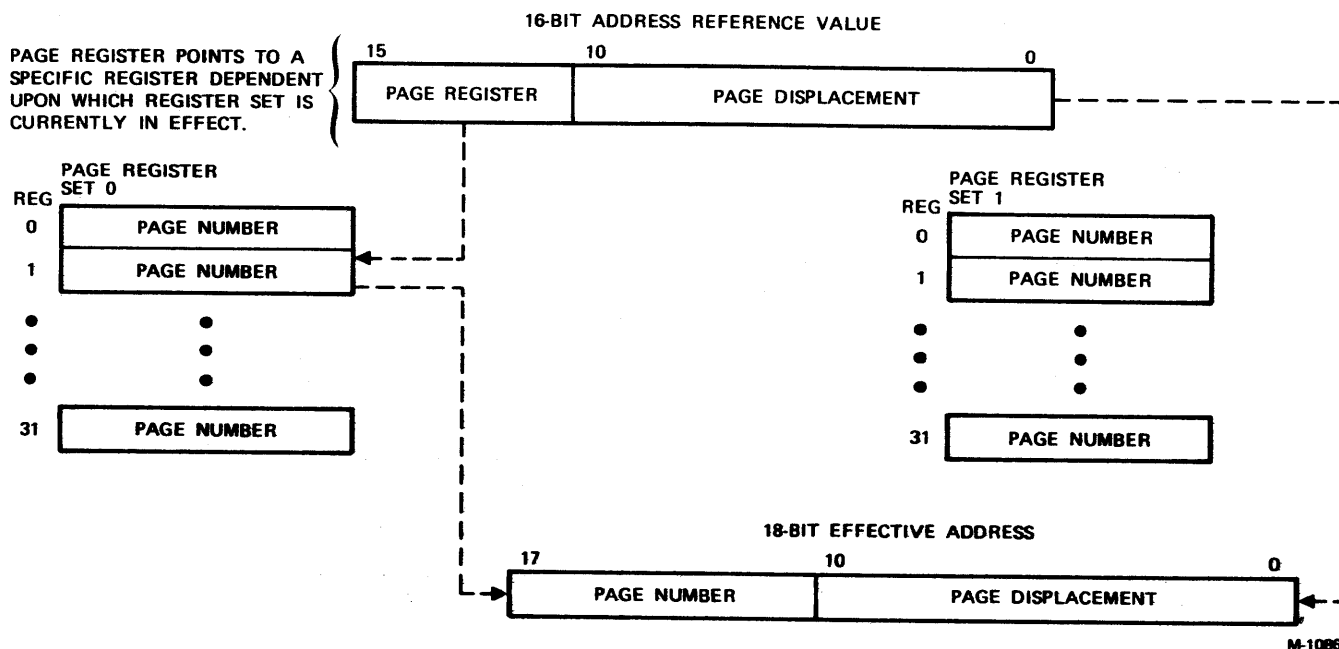 16-BIT ADDRESS REFERENCE VALUE
PAGE REGISTER POINTS TO A
SPECIFIC REGISTER DEPENDENT
UPON WHICH REGISTER SET IS
CURRENTLY IN EFFECT.
15 10 0
PAGE REGISTER PAGE DISPLACEMENT
PAGE REGISTER
SET 0
REG
0 PAGE NUMBER
1 PAGE NUMBER
31 PAGE NUMBER
PAGE REGISTER
SET 1
REG
0 PAGE NUMBER
1 PAGE NUMBER
31 PAGE NUMBER
18-BIT EFFECTIVE ADDRESS
17 10 0
PAGE NUMBER PAGE DISPLACEMENT